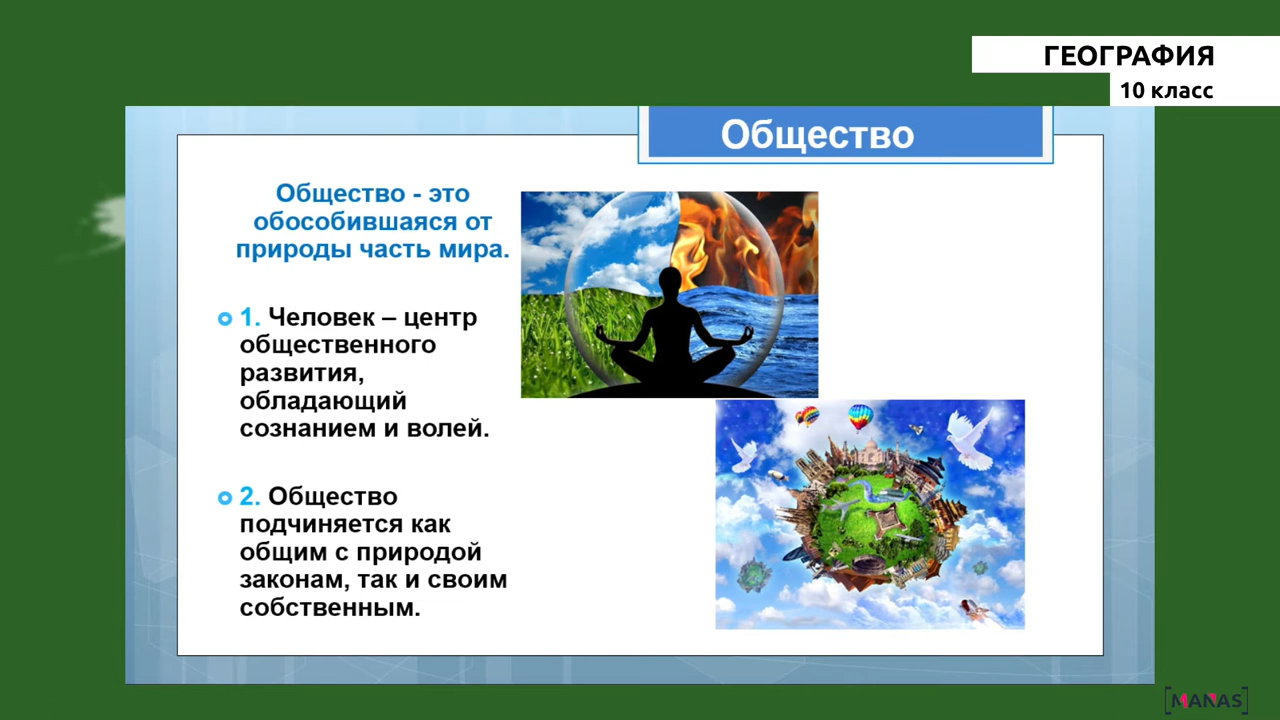 ГЕОГРАФИЯ
10 класс
Общество
Общество - это
обособившаяся от
природы часть мира.
1. Человек – центр
общественного
развития,
обладающий
сознанием и волей.
2. Общество
подчиняется как
общим с природой
законам, так и своим
собственным.
[MANAS]